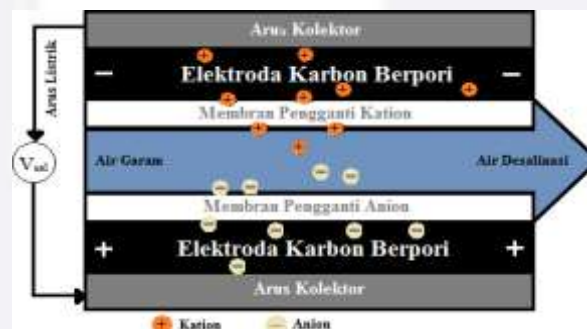 Arus Kolektor
Elektroda Karbon Berpori
Membran Pengganti Kation
Arus Listrik
V_sel
Air Garam
Air Desalinasi
Membran Pengganti Anion
Elektroda Karbon Berpori
Arus Kolektor
Kation
Anion